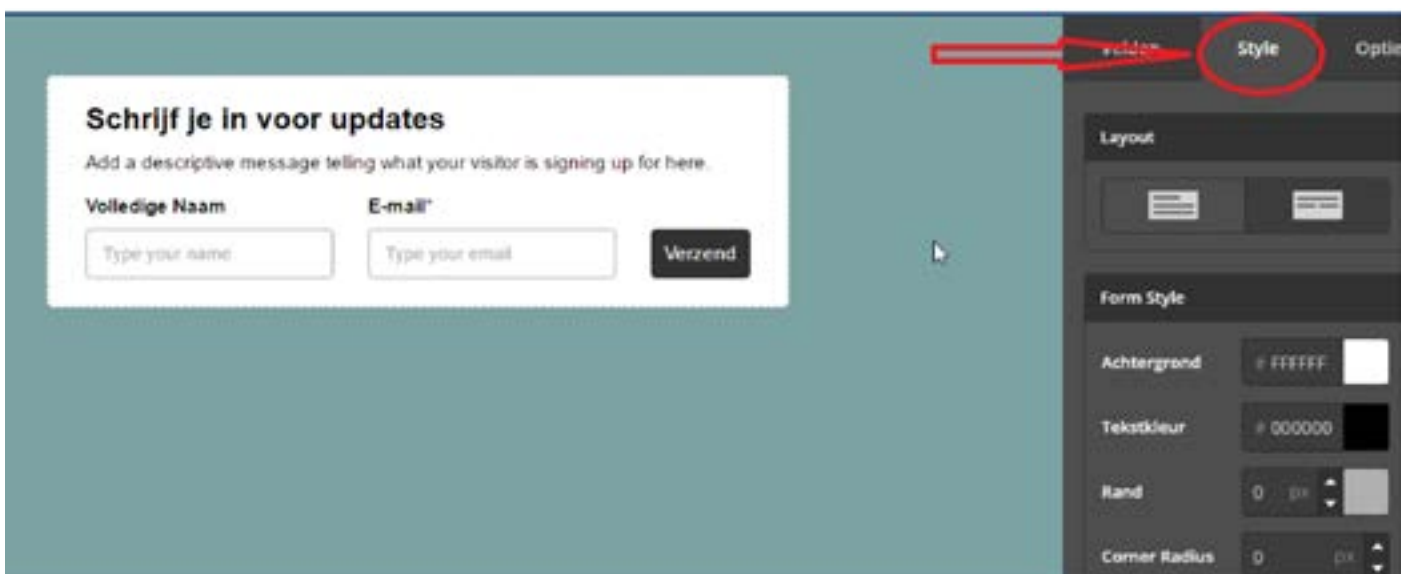 Style
Schrijf je in voor updates
Add a descriptive message telling what your visitor is signing up for here.
Volledige Naam E-mail*
Type your name Type your email Verzend
Layout
Form Style
Achtergrond # FFFFFF
Tekstkleur # 000000
Rand 0 px
Corner Radius 0 px